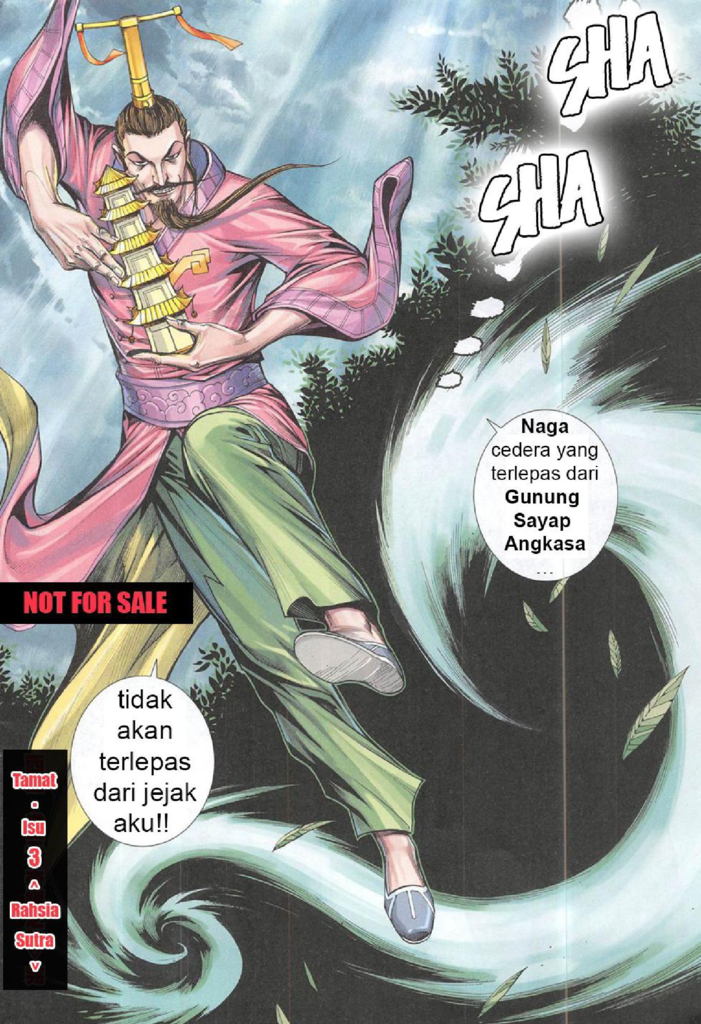 SHA
SHA
Naga
cedera yang
terlepas dari
Gunung
Sayap
Angkasa
...
NOT FOR SALE
tidak
akan
terlepas
dari jejak
aku!!
Tamat
•
Isu
3
^
Rahsia
Sutra
v